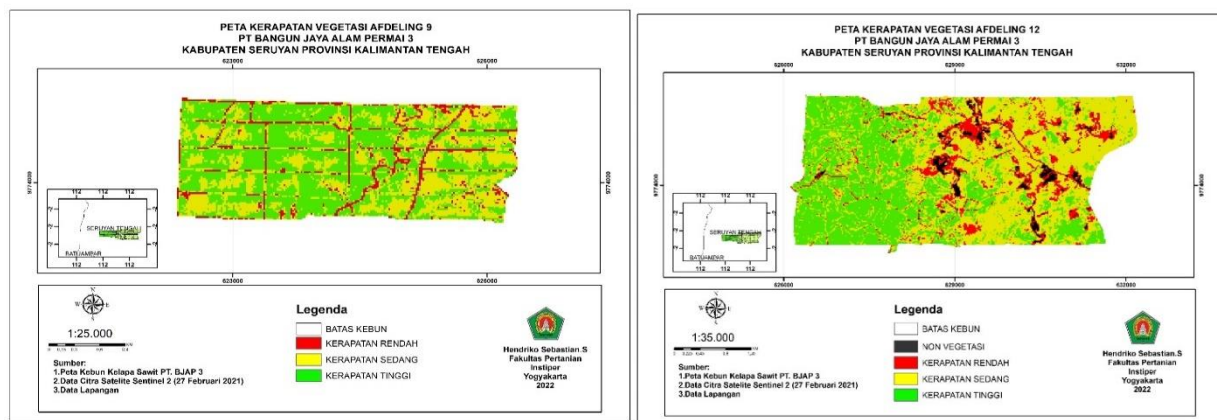 PETA KERAPATAN VEGETASI AFDELING 9
PT BANGUN JAYA ALAM PERMAI 3
KABUPATEN SERUYAN PROVINSI KALIMANTAN TENGAH
623000
626000
9774000
9774000
112 112 112
SERUYAN TENGAH
BATUAMPAR
112 112 112
623000
626000
N
W E
S
1:25.000
Sumber:
1.Peta Kebun Kelapa Sawit PT. BJAP 3
2.Data Citra Satelite Sentinel 2 (27 Februari 2021)
3.Data Lapangan
Legenda
BATAS KEBUN
KERAPATAN RENDAH
KERAPATAN SEDANG
KERAPATAN TINGGI
Hendriko Sebastian.S
Fakultas Pertanian
Instiper
Yogyakarta
2022
PETA KERAPATAN VEGETASI AFDELING 12
PT BANGUN JAYA ALAM PERMAI 3
KABUPATEN SERUYAN PROVINSI KALIMANTAN TENGAH
626000
629000
632000
9774000
9774000
112 112 112
SERUYAN TENGAH
BATUAMPAR
112 112 112
626000
629000
632000
N
W E
S
1:35.000
Sumber:
1.Peta Kebun Kelapa Sawit PT. BJAP 3
2.Data Citra Satelite Sentinel 2 (27 Februari 2021)
3.Data Lapangan
Legenda
BATAS KEBUN
NON VEGETASI
KERAPATAN RENDAH
KERAPATAN SEDANG
KERAPATAN TINGGI
Hendriko Sebastian.S
Fakultas Pertanian
Instiper
Yogyakarta
2022